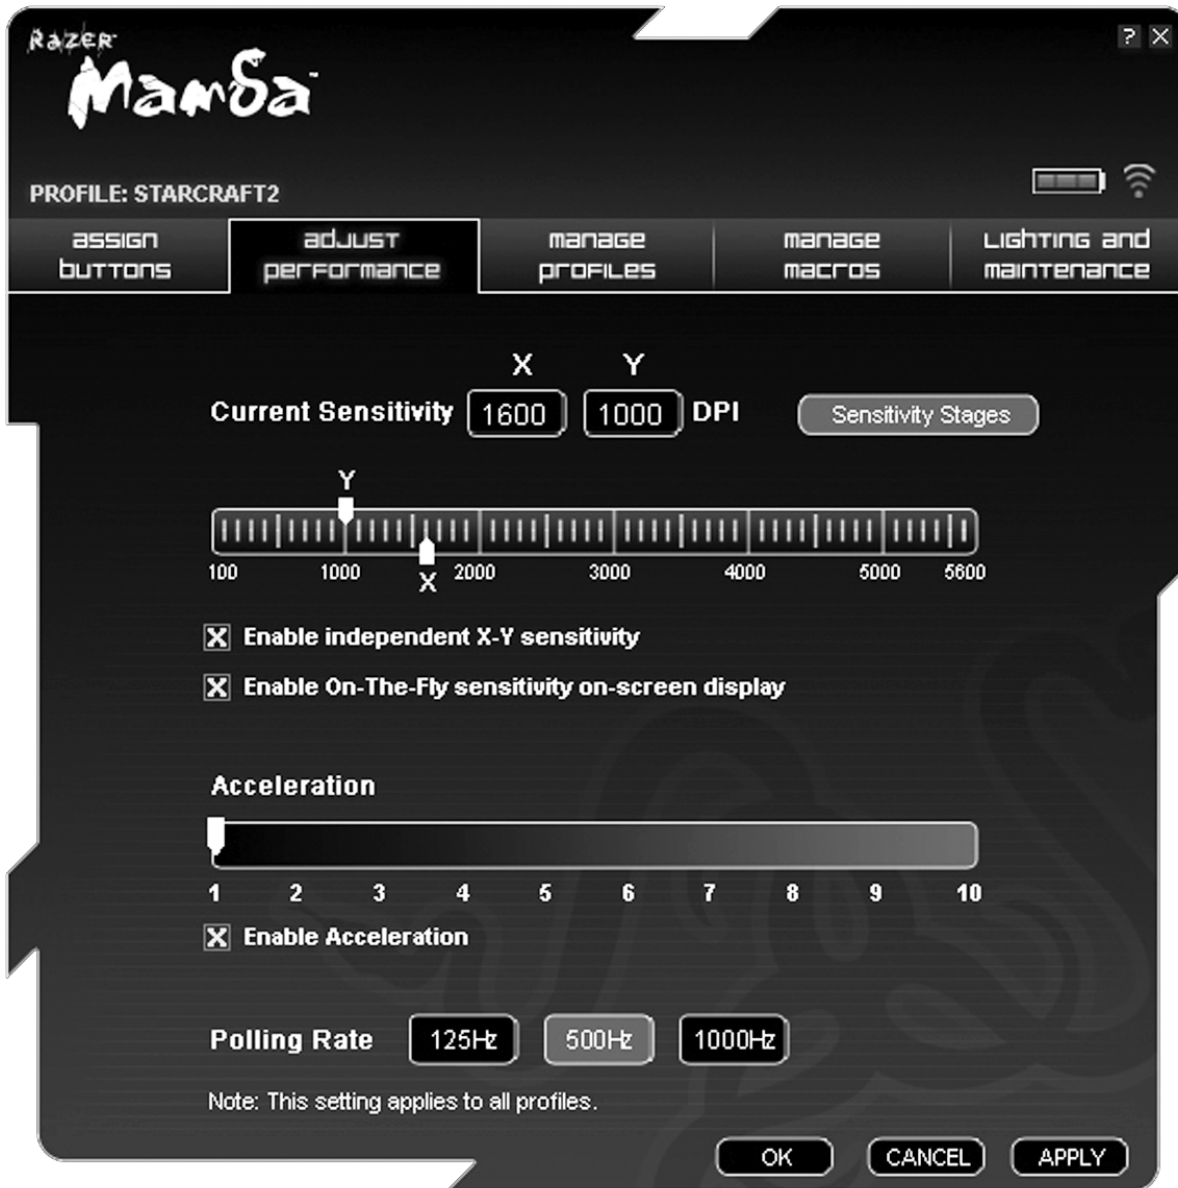 RAZER
MamBa™
? X
PROFILE: STARCRAFT2
assign buttons
adjust performance
manage profiles
manage macros
Lighting and maintenance
X Y
Current Sensitivity 1600 1000 DPI Sensitivity Stages
Y
100 1000 X 2000 3000 4000 5000 5600
Enable independent X-Y sensitivity
Enable On-The-Fly sensitivity on-screen display
Acceleration
1 2 3 4 5 6 7 8 9 10
Enable Acceleration
Polling Rate 125Hz 500Hz 1000Hz
Note: This setting applies to all profiles.
OK CANCEL APPLY